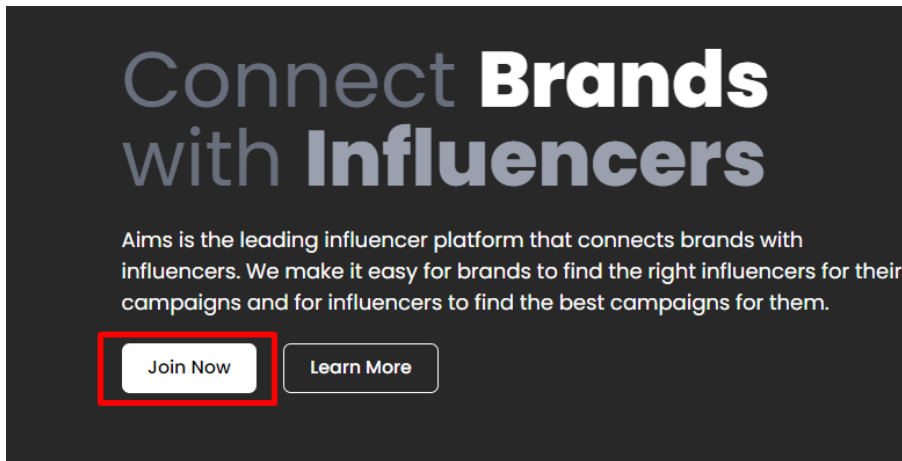 Connect Brands
with Influencers
Aims is the leading influencer platform that connects brands with
influencers. We make it easy for brands to find the right influencers for their
campaigns and for influencers to find the best campaigns for them.
Join Now Learn More